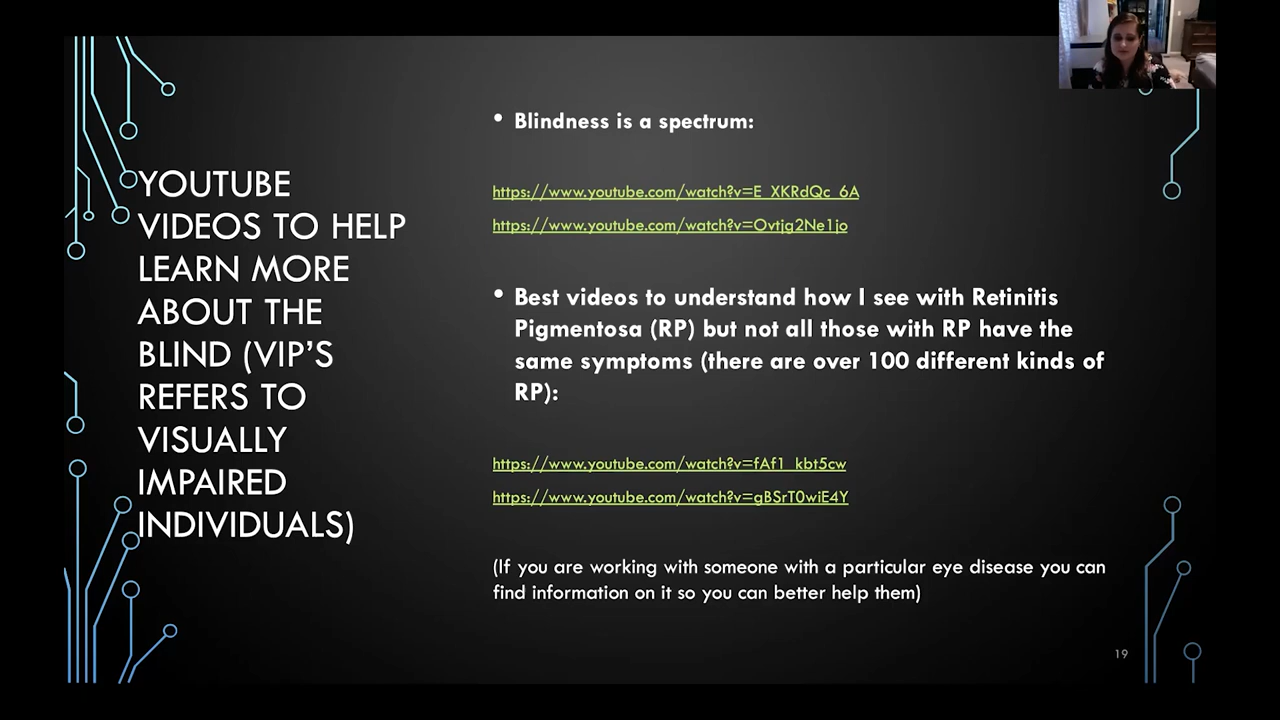 YOUTUBE
VIDEOS TO HELP
LEARN MORE
ABOUT THE
BLIND (VIP’S
REFERS TO
VISUALLY
IMPAIRED
INDIVIDUALS)
• Blindness is a spectrum:
https://www.youtube.com/watch?v=E_XKRdQc_6A
https://www.youtube.com/watch?v=Ovtjg2Ne1jo
• Best videos to understand how I see with Retinitis
Pigmentosa (RP) but not all those with RP have the
same symptoms (there are over 100 different kinds of
RP):
https://www.youtube.com/watch?v=fAf1_kbt5cw
https://www.youtube.com/watch?v=gBSrT0wiE4Y
(If you are working with someone with a particular eye disease you can
find information on it so you can better help them)
19